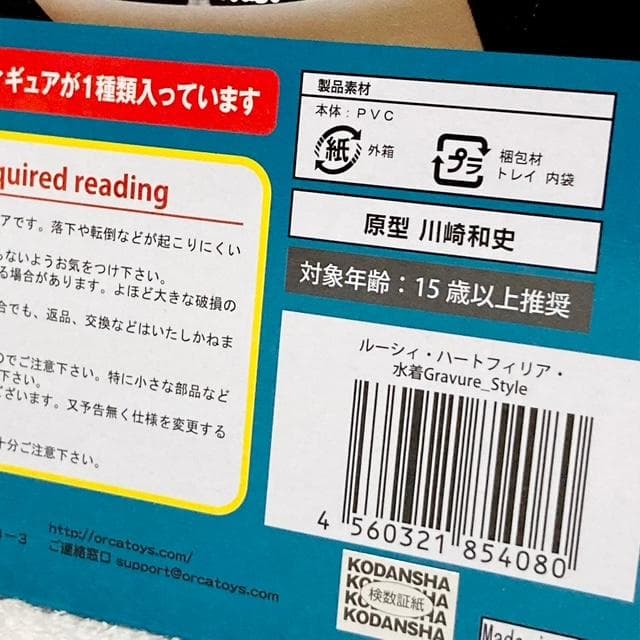 ィギュアが1種類入っています
quired reading
アです。落下や転倒などが起こりにくい
らないようお気をつけ下さい。
る場合があります。よほど大きな破損の
合でも、返品、交換などはいたしかねま
のでご注意下さい。特に小さな部品など
下さい。
ございます。又予告無く仕様を変更する
十分ご注意下さい。
http://orcatoys.com/
ご連絡窓口 support@orcatoys.com
製品素材
本体：PVC
紙 外箱
プラ 梱包材
トレイ 内袋
原型 川崎和史
対象年齢：15歳以上推奨
ルーシィ・ハートフィリア・
水着Gravure_Style
4 560321 854080
KODANSHA
検数証紙
KODANSHA
Made